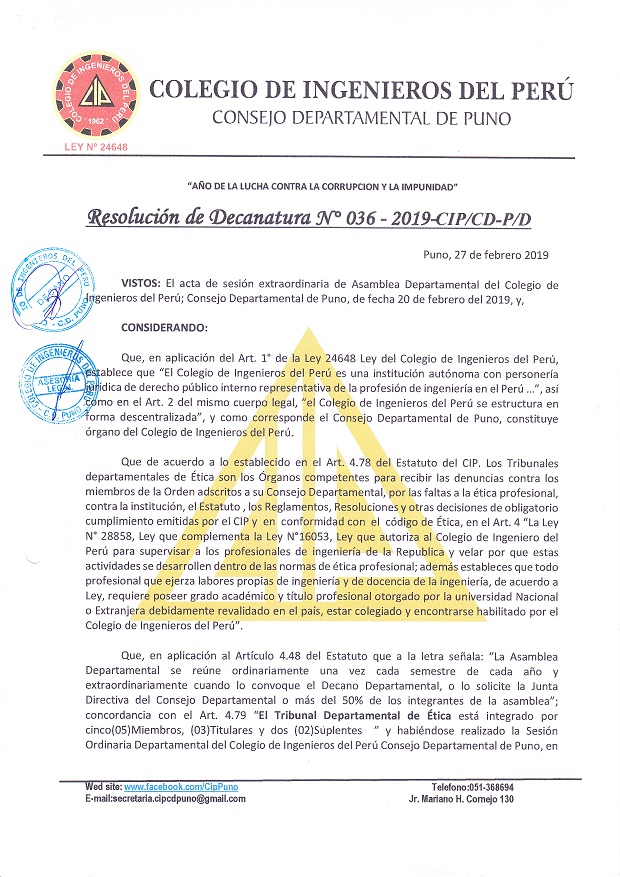 COLEGIO DE INGENIEROS DEL PERÚ
1962
LEY Nº 24648
COLEGIO DE INGENIEROS DEL PERÚ
CONSEJO DEPARTAMENTAL DE PUNO
“AÑO DE LA LUCHA CONTRA LA CORRUPCION Y LA IMPUNIDAD”
Resolución de Decanatura N° 036 - 2019-CIP/CD-P/D
Puno, 27 de febrero 2019
VISTOS: El acta de sesión extraordinaria de Asamblea Departamental del Colegio de
Ingenieros del Perú; Consejo Departamental de Puno, de fecha 20 de febrero del 2019, y,
DE INGENIEROS DEL PERU
DECANO
- C.D. PUNO
CONSIDERANDO:
Que, en aplicación del Art. 1° de la Ley 24648 Ley del Colegio de Ingenieros del Perú,
establece que “El Colegio de Ingenieros del Perú es una institución autónoma con personería
jurídica de derecho público interno representativa de la profesión de ingeniería en el Perú ...”, así
como en el Art. 2 del mismo cuerpo legal, “el Colegio de Ingenieros del Perú se estructura en
forma descentralizada”, y como corresponde el Consejo Departamental de Puno, constituye
órgano del Colegio de Ingenieros del Perú.
DE INGENIEROS DEL
ASESORIA
LEGAL
C.D. PUNO
Que de acuerdo a lo establecido en el Art. 4.78 del Estatuto del CIP. Los Tribunales
departamentales de Ética son los Órganos competentes para recibir las denuncias contra los
miembros de la Orden adscritos a su Consejo Departamental, por las faltas a la ética profesional,
contra la institución, el Estatuto , los Reglamentos, Resoluciones y otras decisiones de obligatorio
cumplimiento emitidas por el CIP y en conformidad con el código de Ética, en el Art. 4 “La Ley
N° 28858, Ley que complementa la Ley N°16053, Ley que autoriza al Colegio de Ingeniero del
Perú para supervisar a los profesionales de ingeniería de la Republica y velar por que estas
actividades se desarrollen dentro de las normas de ética profesional; además estableces que todo
profesional que ejerza labores propias de ingeniería y de docencia de la ingeniería, de acuerdo a
Ley, requiere poseer grado académico y título profesional otorgado por la universidad Nacional
o Extranjera debidamente revalidado en el país, estar colegiado y encontrarse habilitado por el
Colegio de Ingenieros del Perú”.
Que, en aplicación al Artículo 4.48 del Estatuto que a la letra señala: “La Asamblea
Departamental se reúne ordinariamente una vez cada semestre de cada año y
extraordinariamente cuando lo convoque el Decano Departamental, o lo solicite la Junta
Directiva del Consejo Departamental o más del 50% de los integrantes de la asamblea”;
concordancia con el Art. 4.79 “El Tribunal Departamental de Ética está integrado por
cinco(05)Miembros, (03)Titulares y dos (02)Súplentes ” y habiéndose realizado la Sesión
Ordinaria Departamental del Colegio de Ingenieros del Perú Consejo Departamental de Puno, en
Wed site: www.facebook.com/CipPuno
Telefono:051-368694
E-mail:secretaria.cipcdpuno@gmail.com
Jr. Mariano H. Cornejo 130